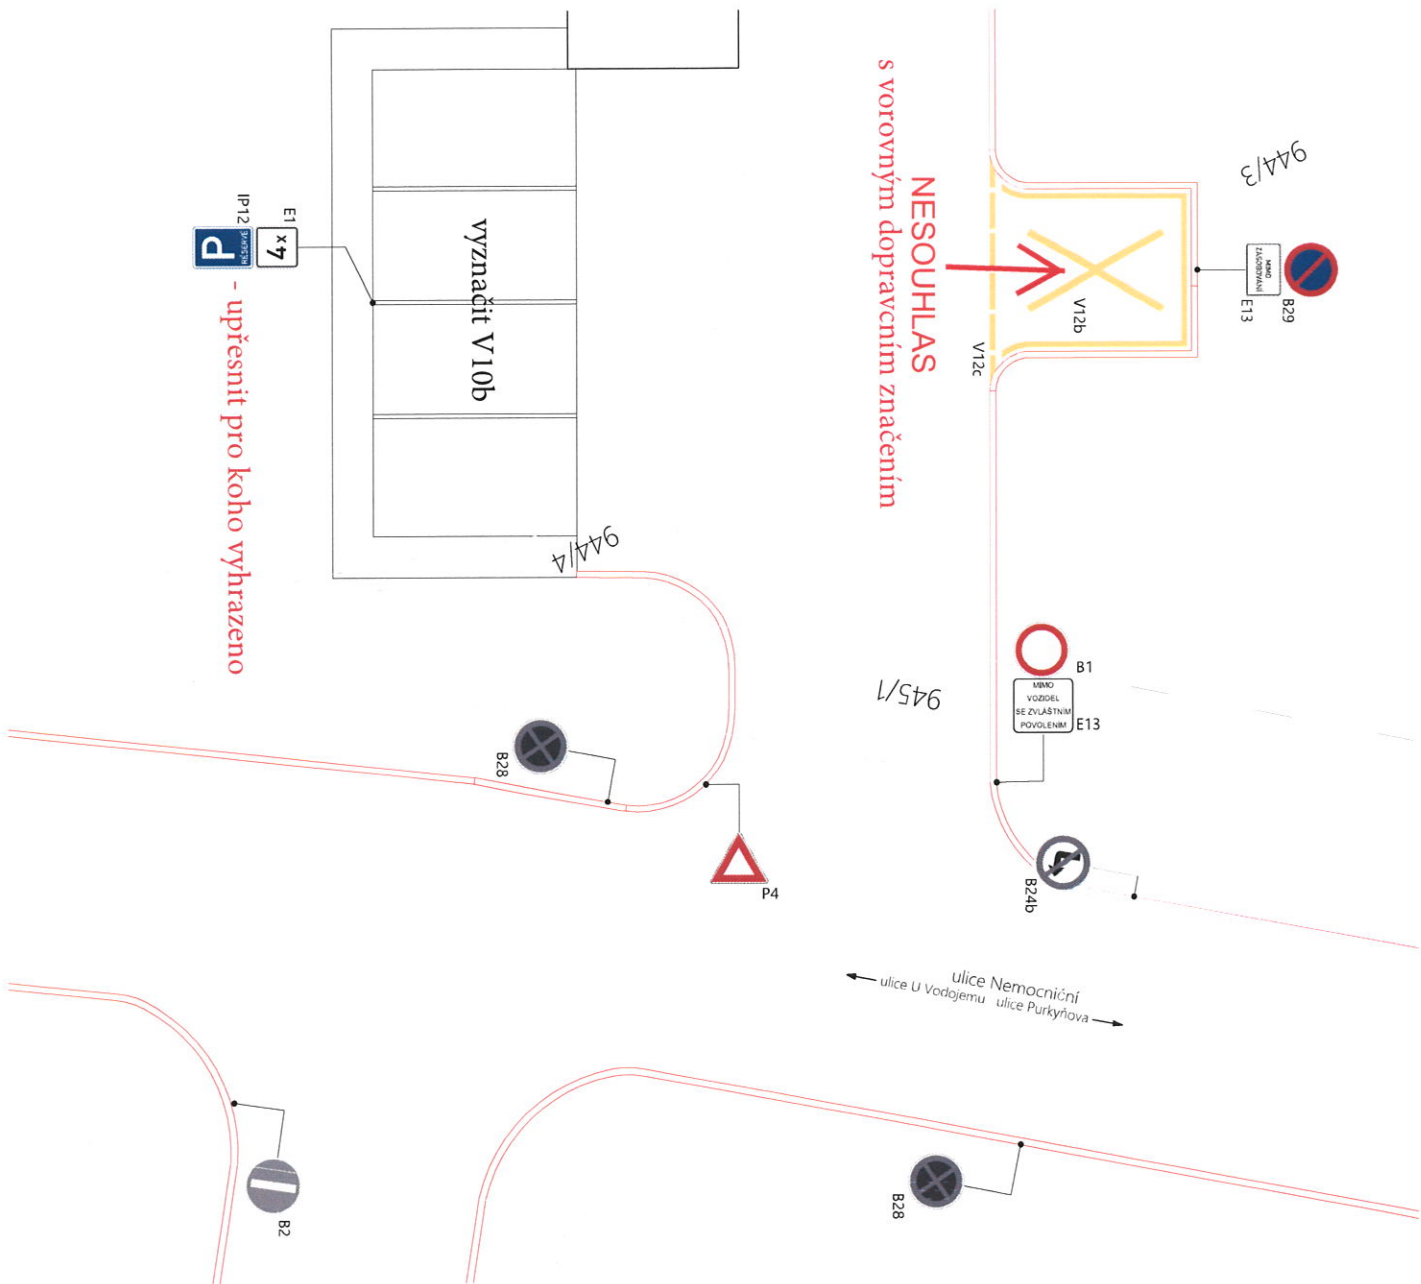 944/3
B29
MIMO
ZÁSOBOVÁNÍ
E13
V12b
V12c
NESOUHLAS
s vorovným dopravcním značením
vyznačit V10b
E1
x 4
IP12
RÉSERVÉ
P
- upřesnit pro koho vyhrazeno
944/4
945/1
B1
MIMO
VOZIDEL
SE ZVLÁŠTNÍM
POVOLENÍM
E13
B28
P4
B24b
ulice Nemocniční
ulice U Vodojemu ulice Purkyňova
B2
B28